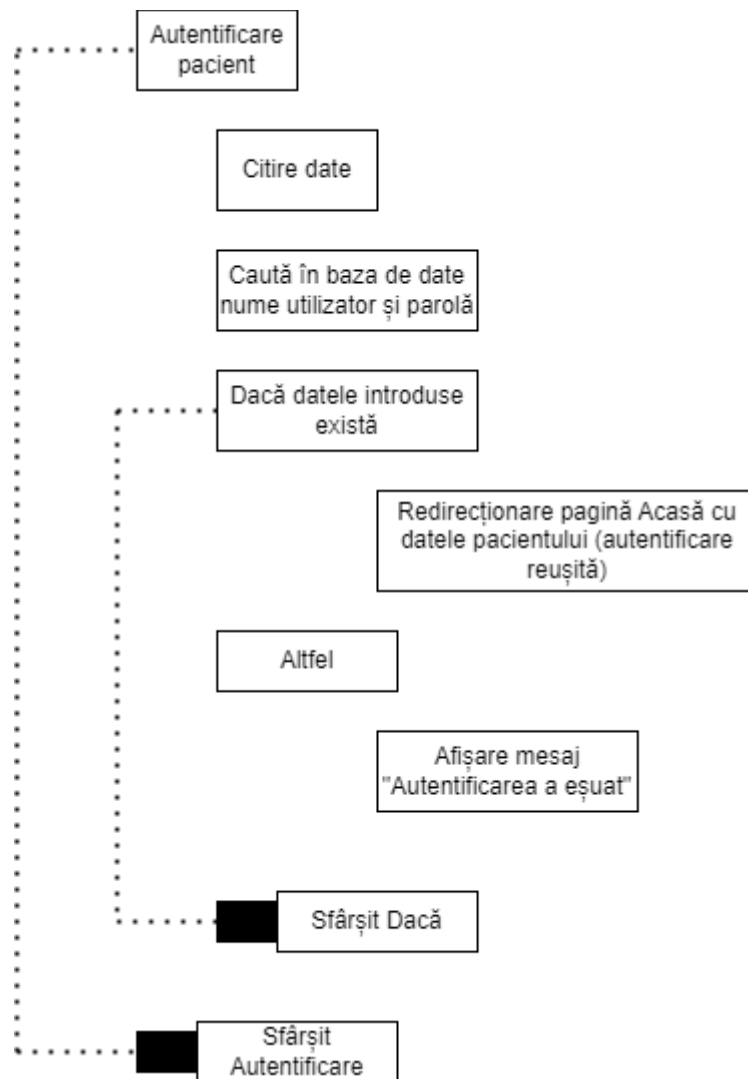 Autentificare
pacient
Citire date
Caută în baza de date
nume utilizator și parolă
Dacă datele introduse
există
Redirecționare pagină Acasă cu
datele pacientului (autentificare
reușită)
Altfel
Afișare mesaj
"Autentificarea a eșuat"
Sfârșit Dacă
Sfârșit
Autentificare